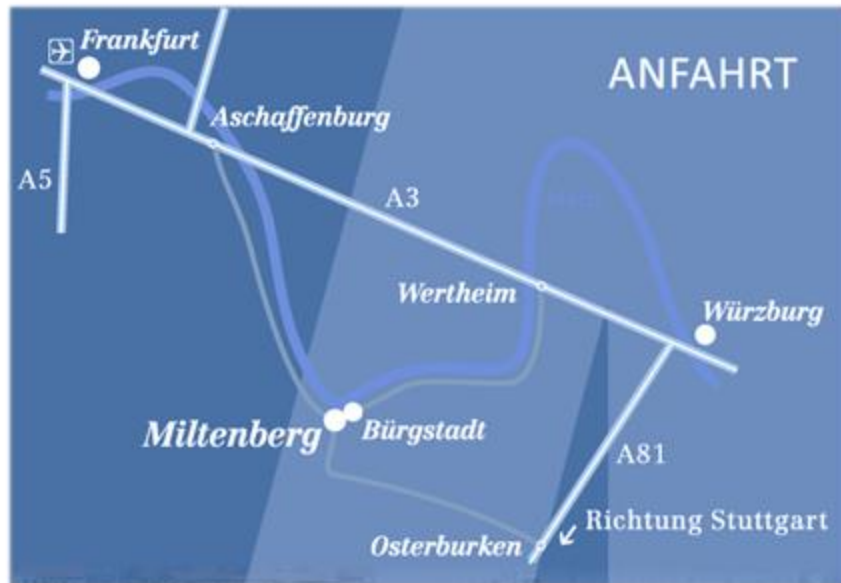 Frankfurt
ANFAHRT
Aschaffenburg
A5
A3
Wertheim
Würzburg
Miltenberg
Bürgstadt
A81
Richtung Stuttgart
Osterburken